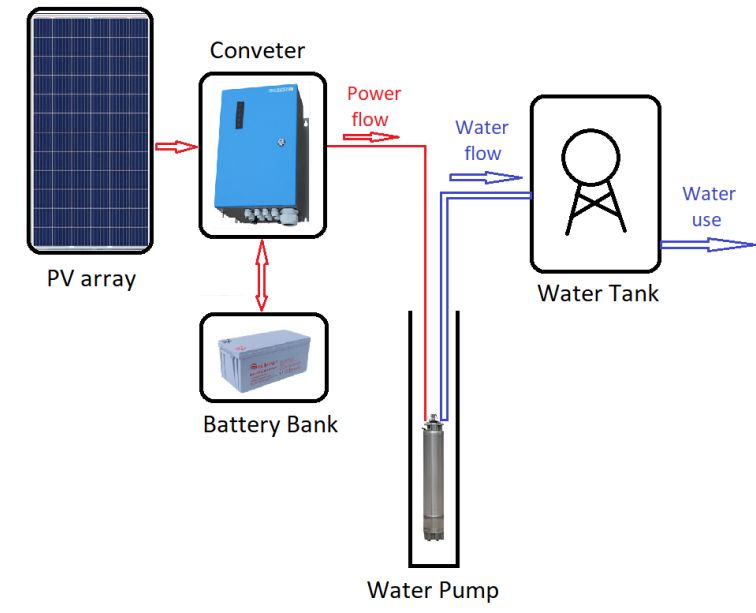 Conveter
Power
flow
Water
flow
Water
use
PV array
Water Tank
Battery Bank
Water Pump